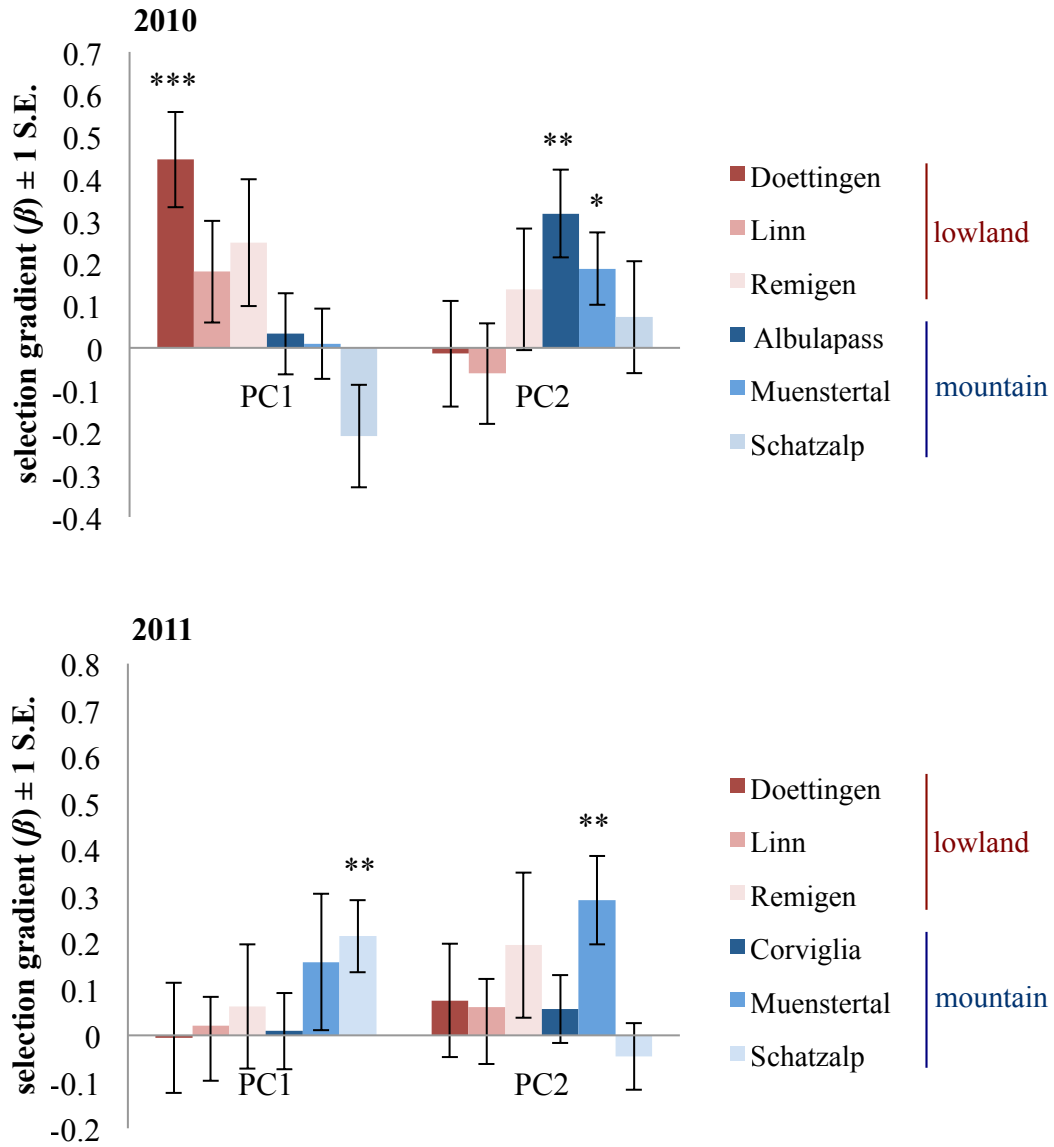 2010
selection gradient (β) ± 1 S.E.
0.7
0.6
0.5
0.4
0.3
0.2
0.1
0
-0.1
-0.2
-0.3
-0.4
***
**
*
PC1
PC2
Doettingen
Linn
Remigen
Albulapass
Muenstertal
Schatzalp
lowland
mountain
2011
selection gradient (β) ± 1 S.E.
0.8
0.7
0.6
0.5
0.4
0.3
0.2
0.1
0
-0.1
-0.2
**
**
PC1
PC2
Doettingen
Linn
Remigen
Corviglia
Muenstertal
Schatzalp
lowland
mountain